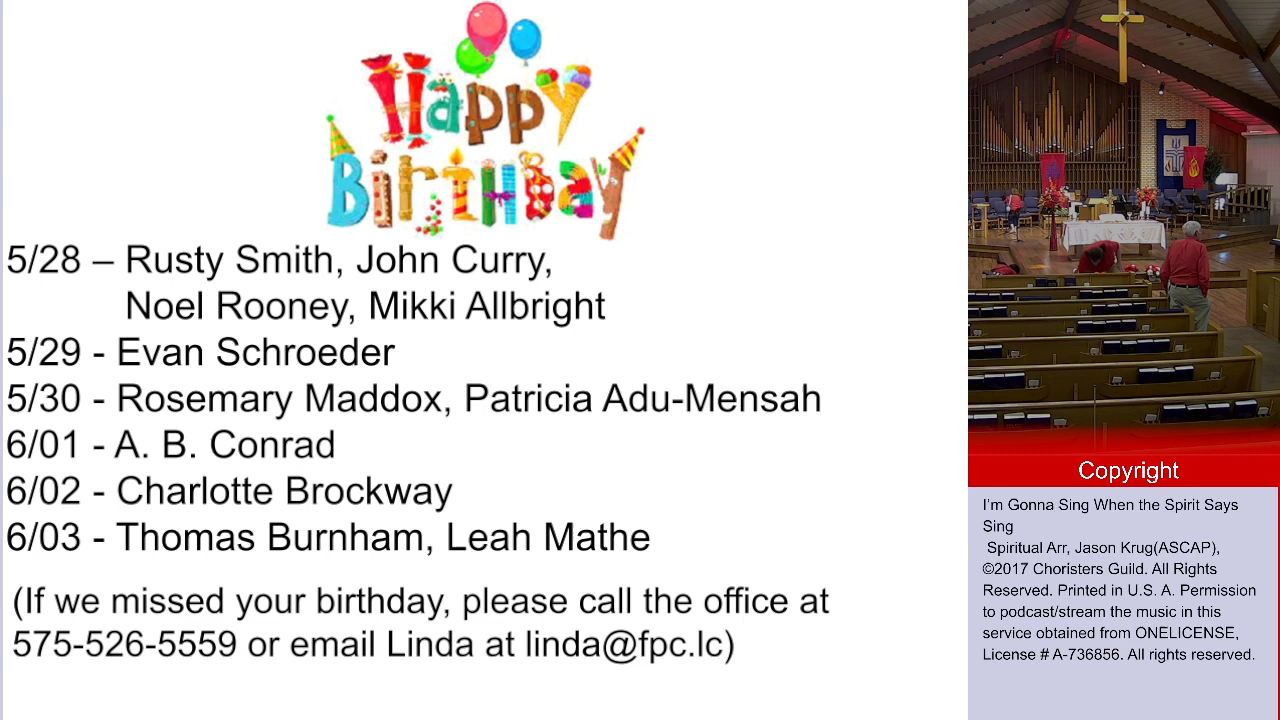 Happy
Birthday
5/28 – Rusty Smith, John Curry,
Noel Rooney, Mikki Allbright
5/29 - Evan Schroeder
5/30 - Rosemary Maddox, Patricia Adu-Mensah
6/01 - A. B. Conrad
6/02 - Charlotte Brockway
6/03 - Thomas Burnham, Leah Mathe
(If we missed your birthday, please call the office at
575-526-5559 or email Linda at linda@fpc.lc)
Copyright
I'm Gonna Sing When the Spirit Says
Sing
Spiritual Arr, Jason Krug(ASCAP),
©2017 Choristers Guild. All Rights
Reserved. Printed in U.S. A. Permission
to podcast/stream the music in this
service obtained from ONELICENSE,
License # A-736856. All rights reserved.